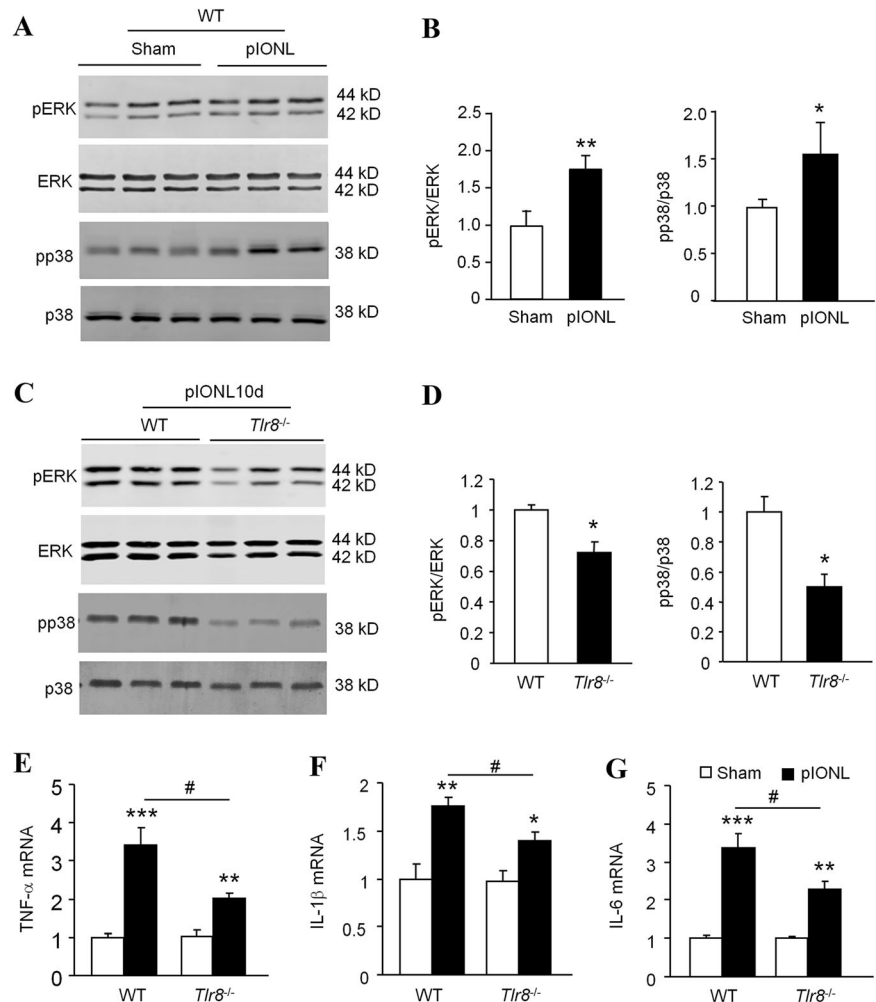 A
WT
Sham pIONL
pERK 44 kD
42 kD
ERK 44 kD
42 kD
pp38 38 kD
p38 38 kD
B
pERK/ERK
2.5
2.0
1.5
1.0
0.5
0
**
Sham pIONL
pp38/p38
2.0
1.5
1.0
0.5
0
*
Sham pIONL
C
pIONL10d
WT Tlr8-/-
pERK 44 kD
42 kD
ERK 44 kD
42 kD
pp38 38 kD
p38 38 kD
D
pERK/ERK
1.2
1
0.8
0.6
0.4
0.2
0
*
WT Tlr8-/-
pp38/p38
1.2
1
0.8
0.6
0.4
0.2
0
*
WT Tlr8-/-
E
TNF-α mRNA
5
4
3
2
1
0
#
***
**
WT Tlr8-/-
F
IL-1β mRNA
2
1.5
1
0.5
0
#
**
*
WT Tlr8-/-
G
Sham pIONL
IL-6 mRNA
5
4
3
2
1
0
#
***
**
WT Tlr8-/-